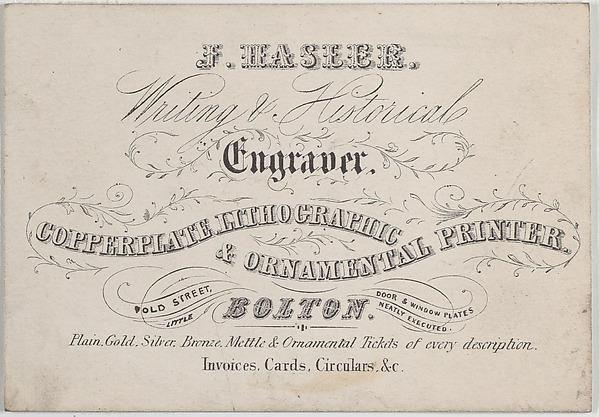 F. HASLER.
Writing & Historical
Engraver.
COPPERPLATE, LITHOGRAPHIC
& ORNAMENTAL PRINTER.
LITTLE
BOLD STREET,
BOLTON.
DOOR & WINDOW PLATES
NEATLY EXECUTED.
Plain, Gold, Silver, Bronze, Mettle & Ornamental Tickets of every description.
Invoices, Cards, Circulars, &c.